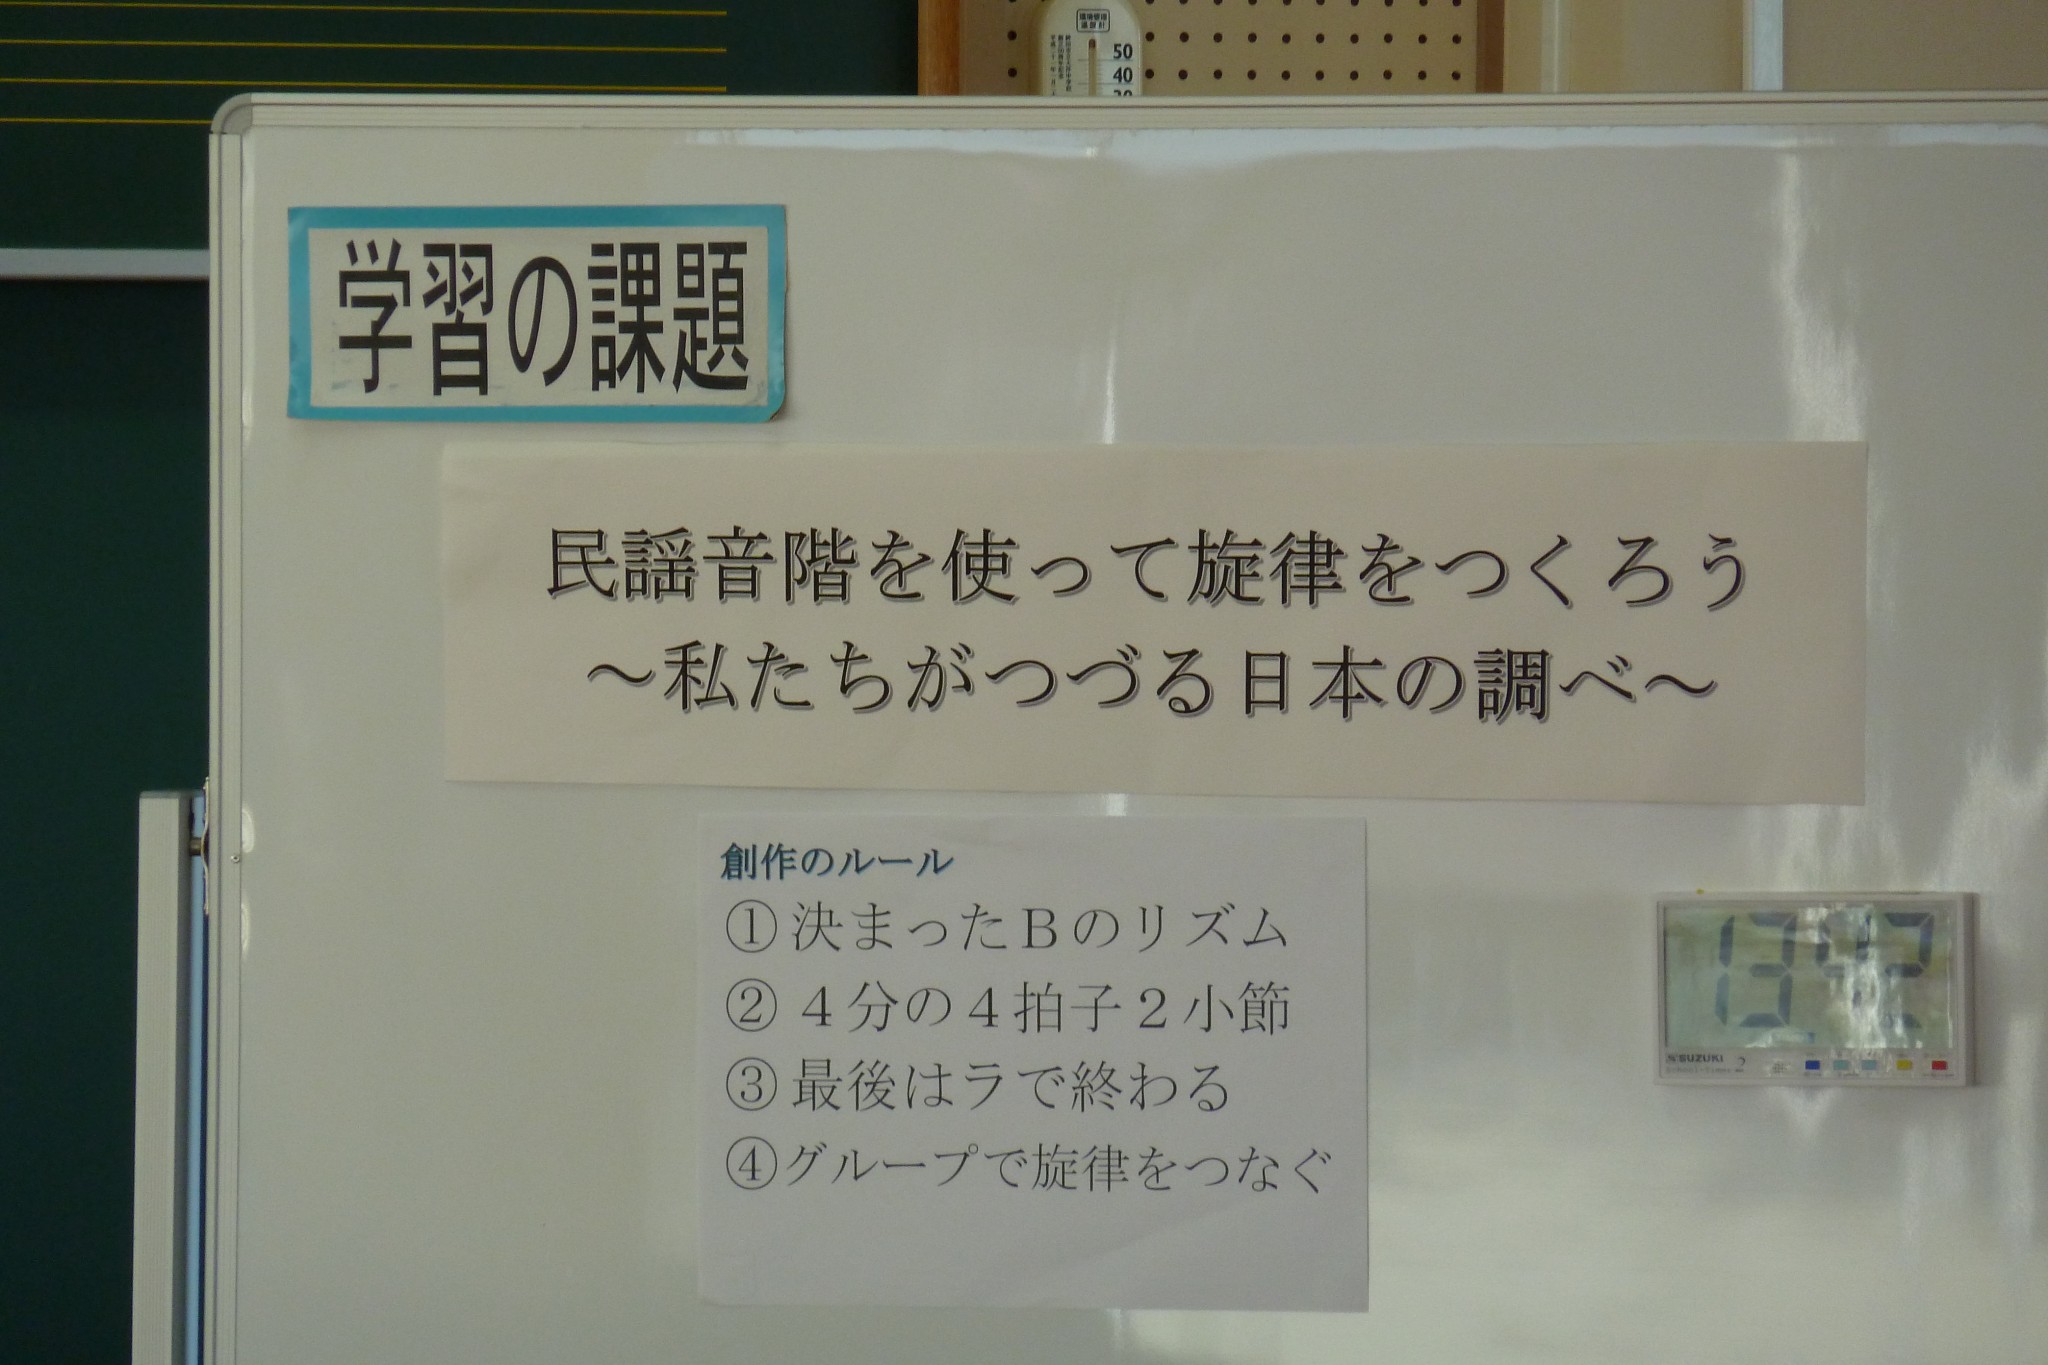 50
40
学習の課題
民謡音階を使って旋律をつくろう
～私たちがつづる日本の調べ～
創作のルール
①決まったBのリズム
②4分の4拍子2小節
③最後はラで終わる
④グループで旋律をつなぐ
SUZUKI 2